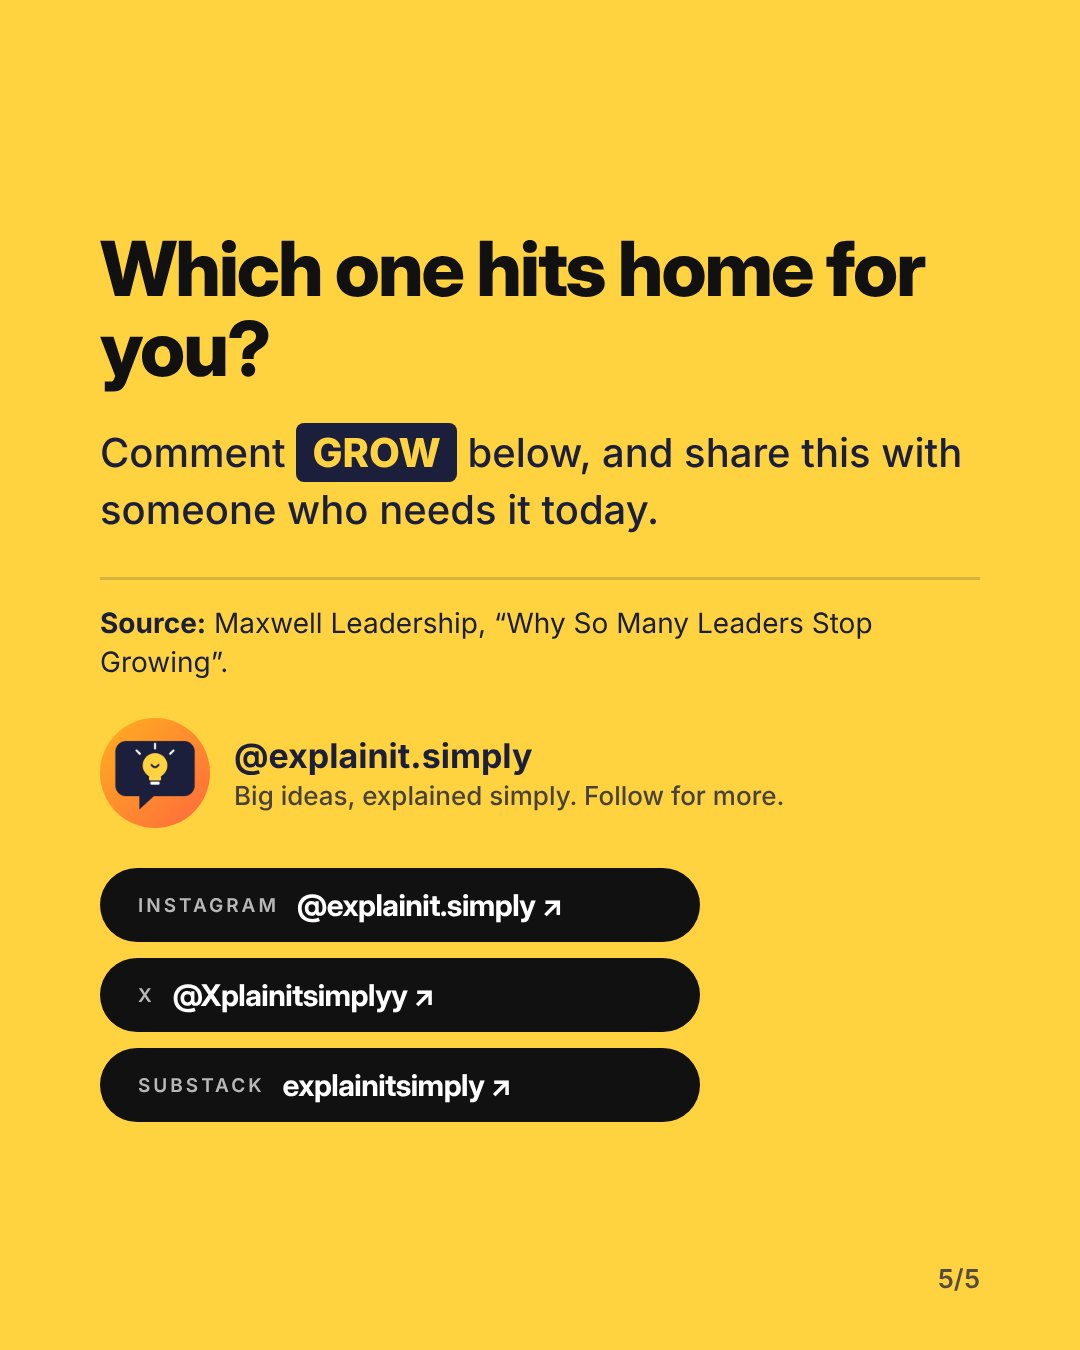 Which one hits home for
you?
Comment GROW below, and share this with
someone who needs it today.
Source: Maxwell Leadership, “Why So Many Leaders Stop
Growing”.
@explainit.simply
Big ideas, explained simply. Follow for more.
INSTAGRAM @explainit.simply ↗
X @Xplainitsimplyy ↗
SUBSTACK explainitsimply ↗
5/5